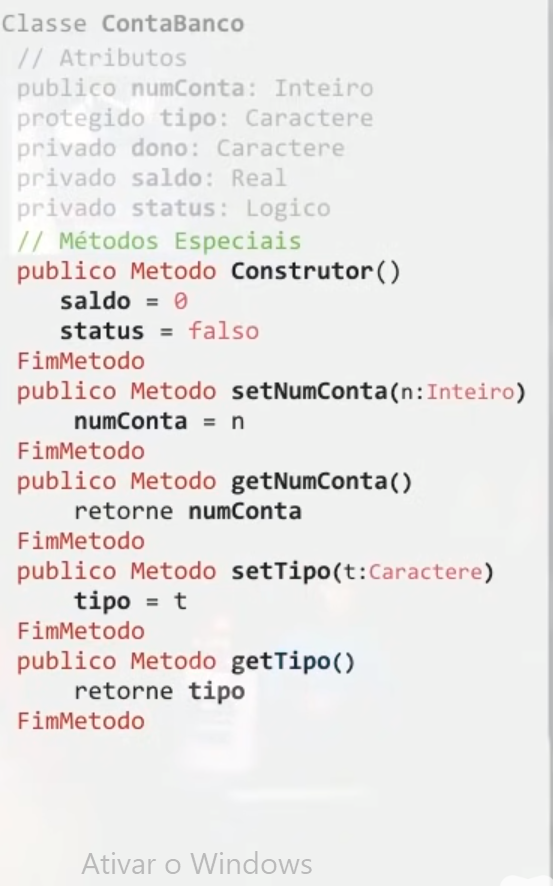 Classe ContaBanco
// Atributos
publico numConta: Inteiro
protegido tipo: Caractere
privado dono: Caractere
privado saldo: Real
privado status: Logico
// Métodos Especiais
publico Metodo Construtor()
saldo = 0
status = falso
FimMetodo
publico Metodo setNumConta(n:Inteiro)
numConta = n
FimMetodo
publico Metodo getNumConta()
retorne numConta
FimMetodo
publico Metodo setTipo(t:Caractere)
tipo = t
FimMetodo
publico Metodo getTipo()
retorne tipo
FimMetodo
Ativar o Windows